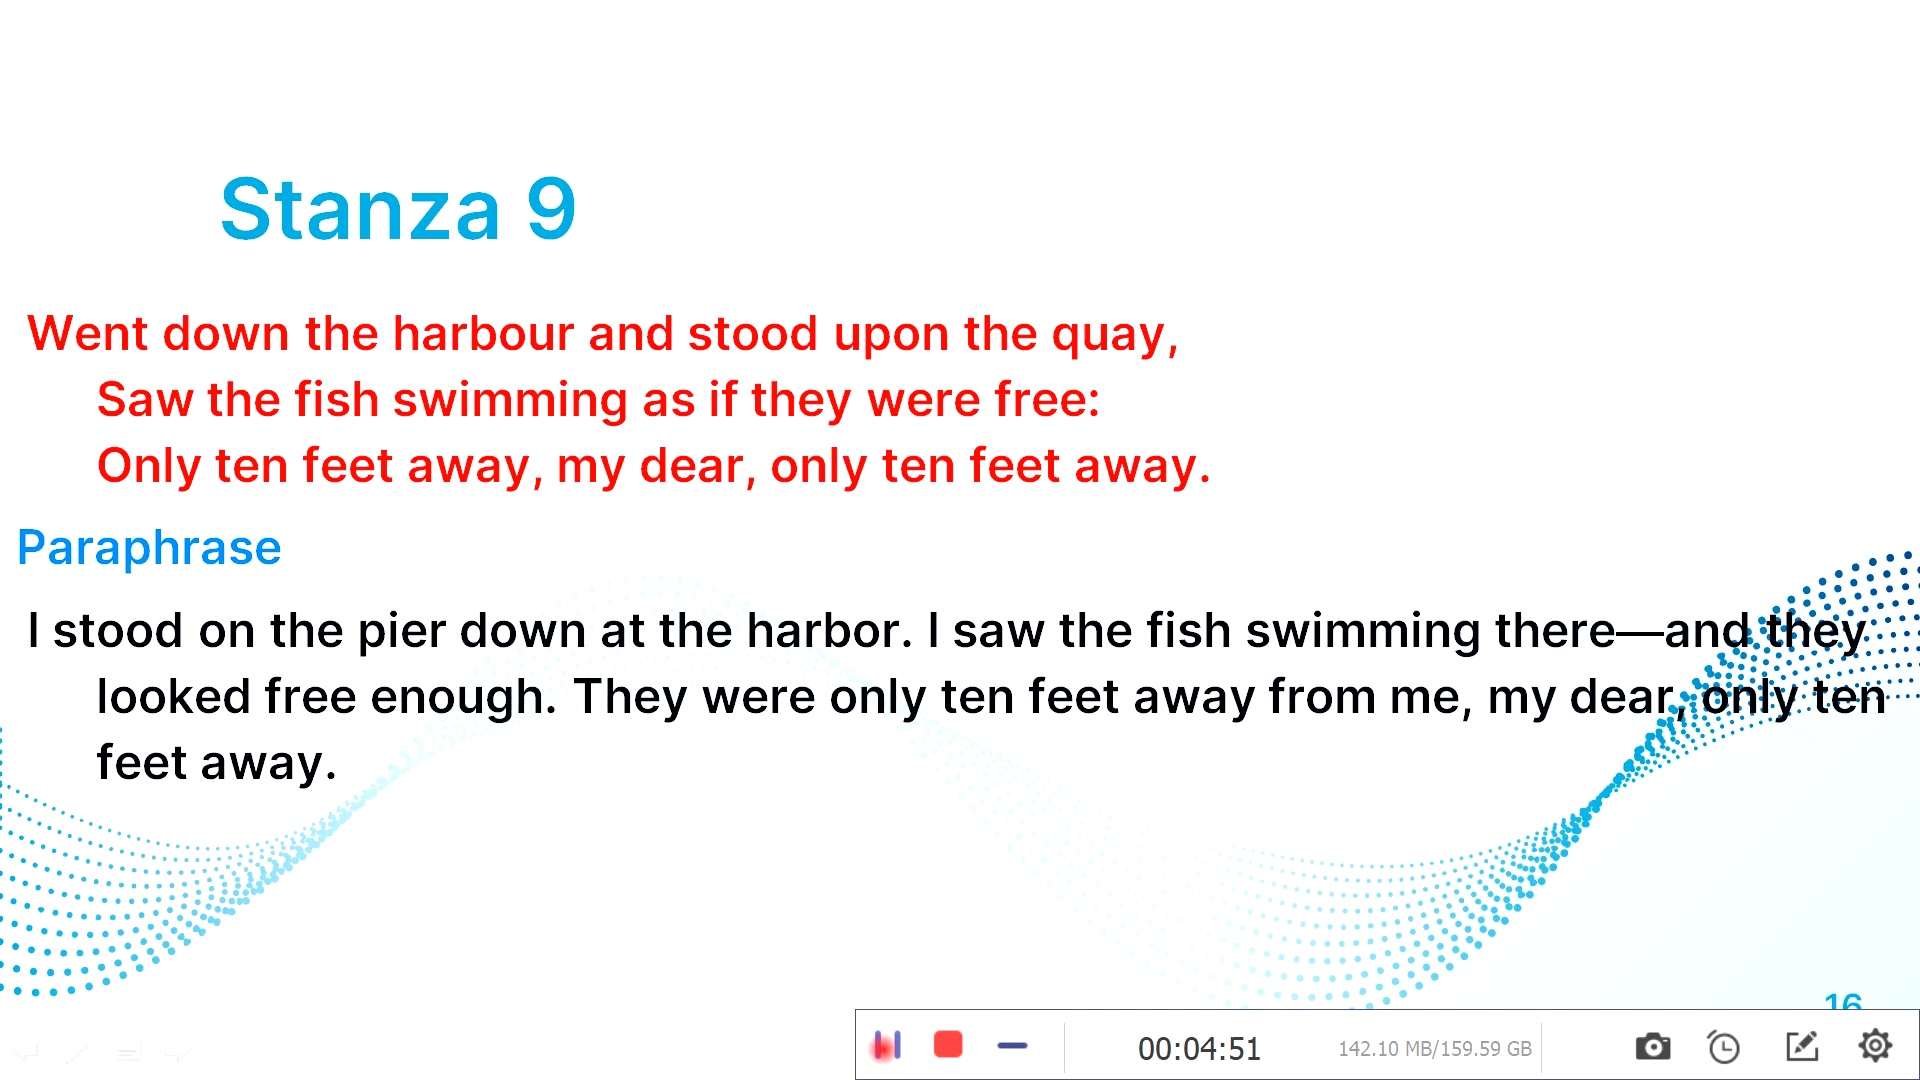 Stanza 9
Went down the harbour and stood upon the quay,
Saw the fish swimming as if they were free:
Only ten feet away, my dear, only ten feet away.
Paraphrase
I stood on the pier down at the harbor. I saw the fish swimming there—and they
looked free enough. They were only ten feet away from me, my dear, only ten
feet away.
16
00:04:51
142.10 MB/159.59 GB